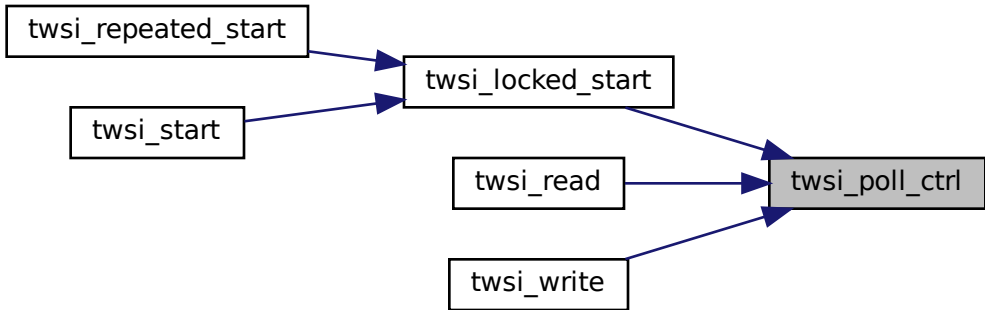 twsi_repeated_start
twsi_locked_start
twsi_start
twsi_read
twsi_poll_ctrl
twsi_write